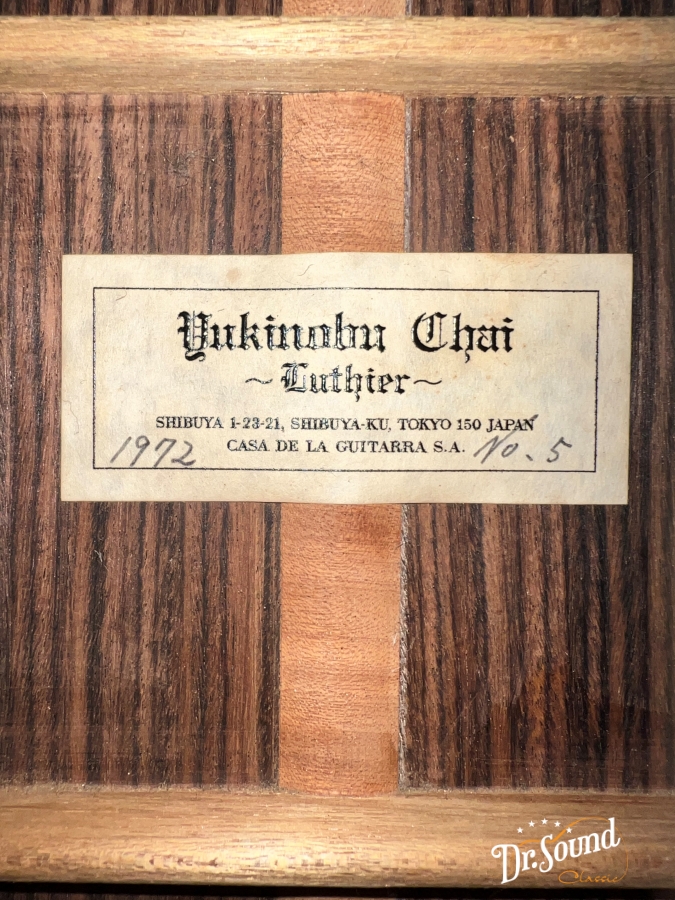 Yukinobu Chai
~Luthier~
SHIBUYA 1-23-21, SHIBUYA-KU, TOKYO 150 JAPAN
CASA DE LA GUITARRA S.A.
1972 No. 5
Dr. Sound
Classic